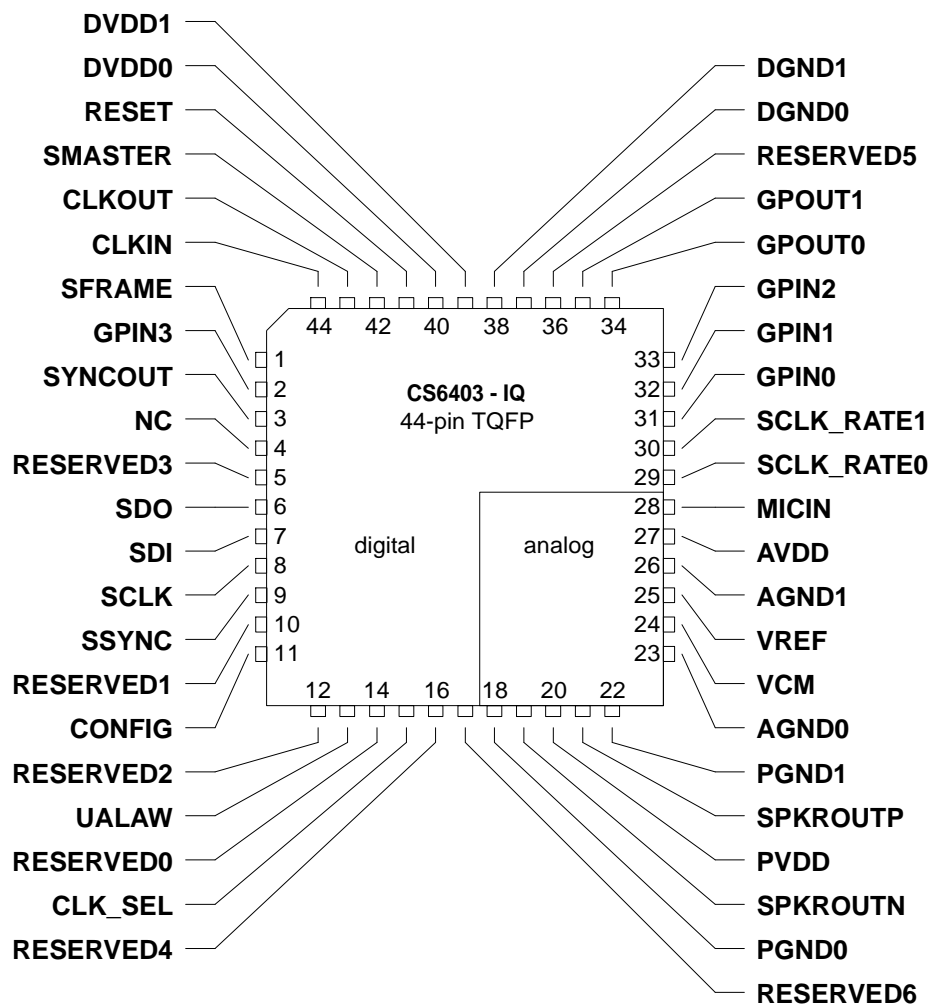 DVDD1
DVDD0
RESET
SMASTER
CLKOUT
CLKIN
SFRAME
GPIN3
SYNCOUT
NC
RESERVED3
SDO
SDI
SCLK
SSYNC
RESERVED1
CONFIG
RESERVED2
UALAW
RESERVED0
CLK_SEL
RESERVED4
44 42 40 38 36 34
1
2
3
4
5
6
7
8
9
10
11
CS6403 - IQ
44-pin TQFP
digital
analog
33
32
31
30
29
28
27
26
25
24
23
12 14 16 18 20 22
DGND1
DGND0
RESERVED5
GPOUT1
GPOUT0
GPIN2
GPIN1
GPIN0
SCLK_RATE1
SCLK_RATE0
MICIN
AVDD
AGND1
VREF
VCM
AGND0
PGND1
SPKROUTP
PVDD
SPKROUTN
PGND0
RESERVED6